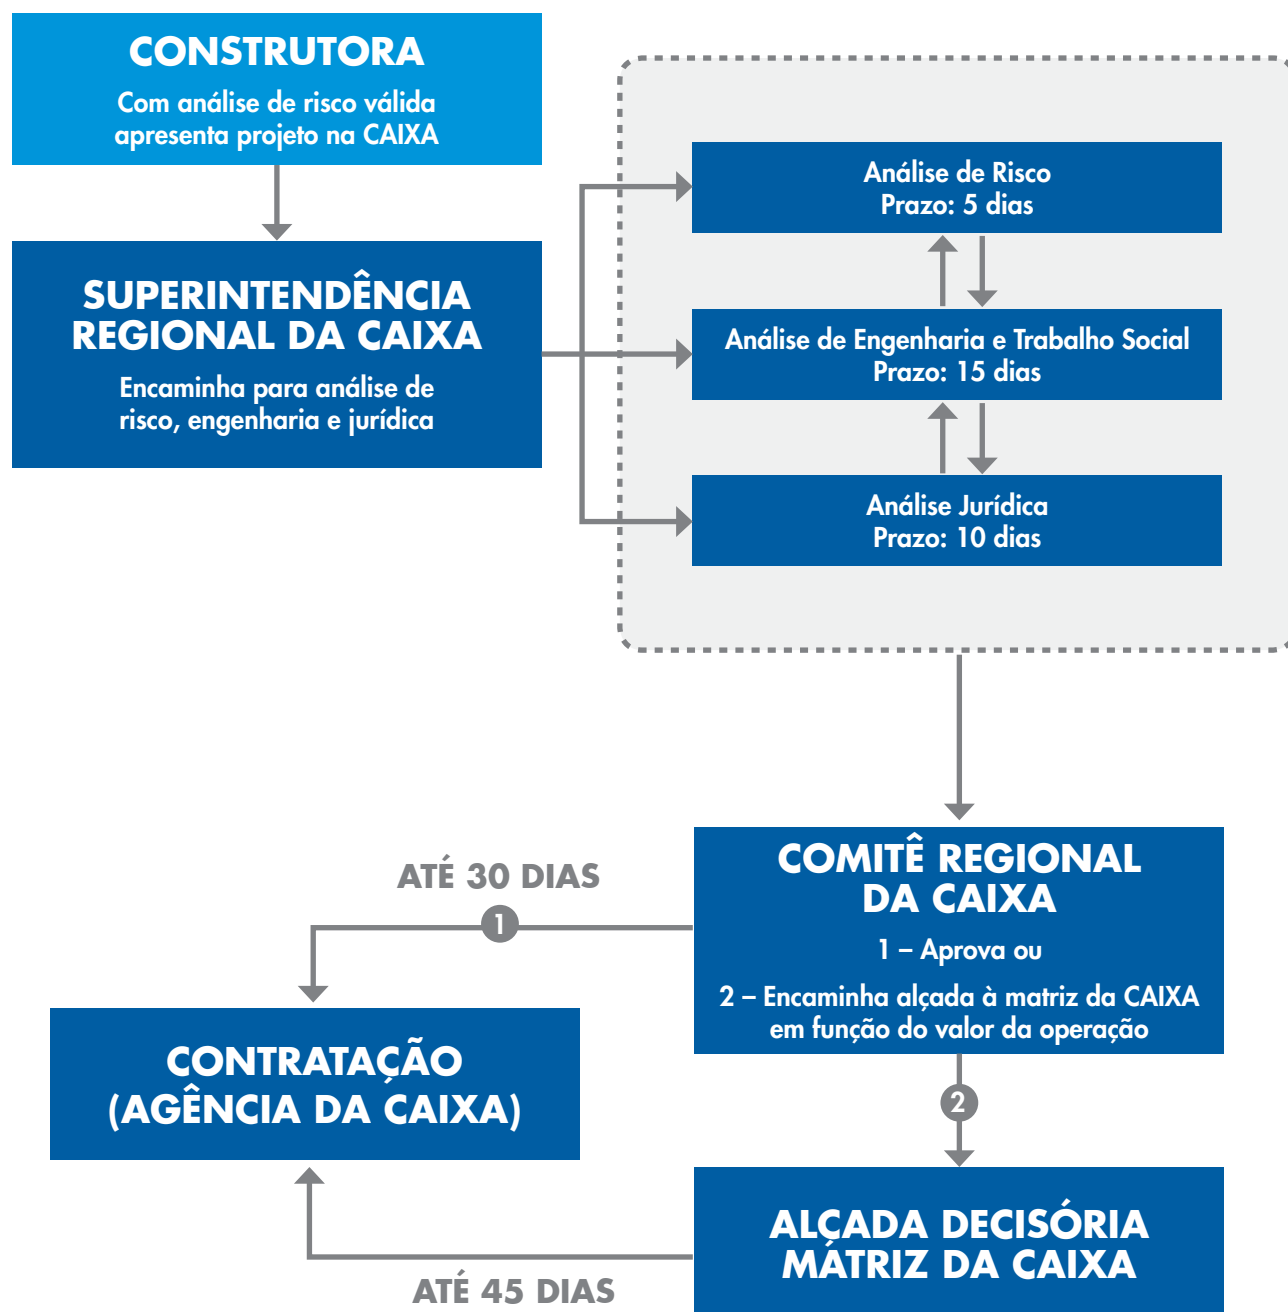 CONSTRUTORA
Com análise de risco válida
apresenta projeto na CAIXA
SUPERINTENDÊNCIA
REGIONAL DA CAIXA
Encaminha para análise de
risco, engenharia e jurídica
Análise de Risco
Prazo: 5 dias
Análise de Engenharia e Trabalho Social
Prazo: 15 dias
Análise Jurídica
Prazo: 10 dias
COMITÊ REGIONAL
DA CAIXA
1 – Aprova ou
2 – Encaminha alçada à matriz da CAIXA
em função do valor da operação
ATÉ 30 DIAS
1
CONTRATAÇÃO
(AGÊNCIA DA CAIXA)
2
ALÇADA DECISÓRIA
MATRIZ DA CAIXA
ATÉ 45 DIAS